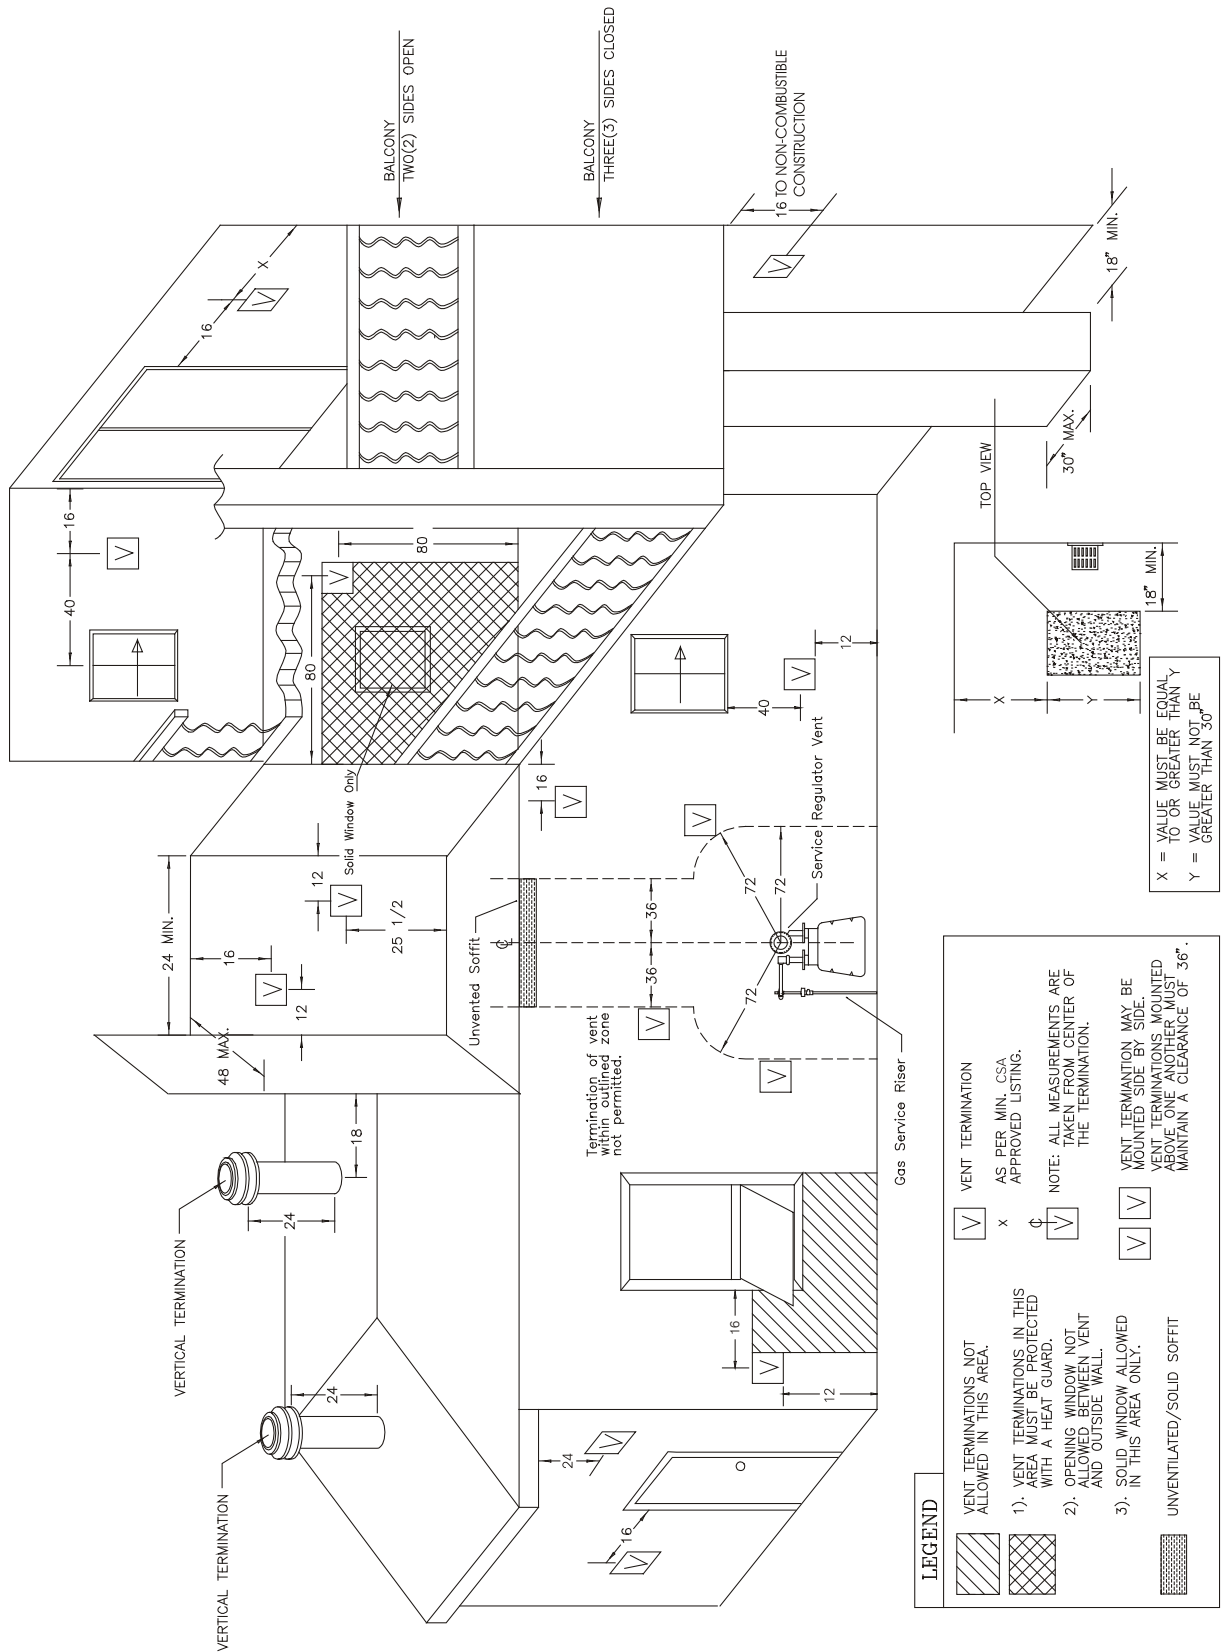 VERTICAL TERMINATION
VERTICAL TERMINATION
24
24
18
48 MAX.
24 MIN.
16
12
12
25 1/2
Solid Window Only
40
16
80
80
16
X
BALCONY
TWO(2) SIDES OPEN
BALCONY
THREE(3) SIDES CLOSED
16 TO NON-COMBUSTIBLE
CONSTRUCTION
V
V
V
V
V
V
Unvented Soffit
℄
36
36
16
V
Termination of vent
within outlined zone
not permitted.
V
V
V
72
72
72
Service Regulator Vent
Gas Service Riser
40
12
V
24
16
V
V
16
12
V
18" MIN.
30" MAX.
TOP VIEW
18" MIN.
X
Y
X = VALUE MUST BE EQUAL
TO OR GREATER THAN Y
Y = VALUE MUST NOT BE
GREATER THAN 30"
LEGEND
VENT TERMINATIONS NOT
ALLOWED IN THIS AREA.
1). VENT TERMINATIONS IN THIS
AREA MUST BE PROTECTED
WITH A HEAT GUARD.
2). OPENING WINDOW NOT
ALLOWED BETWEEN VENT
AND OUTSIDE WALL.
3). SOLID WINDOW ALLOWED
IN THIS AREA ONLY.
UNVENTILATED/SOLID SOFFIT
V VENT TERMINATION
X AS PER MIN. CSA
APPROVED LISTING.
℄ V NOTE: ALL MEASUREMENTS ARE
TAKEN FROM CENTER OF
THE TERMINATION.
V V VENT TERMIANTION MAY BE
MOUNTED SIDE BY SIDE.
VENT TERMINATIONS MOUNTED
ABOVE ONE ANOTHER MUST
MAINTAIN A CLEARANCE OF 36".